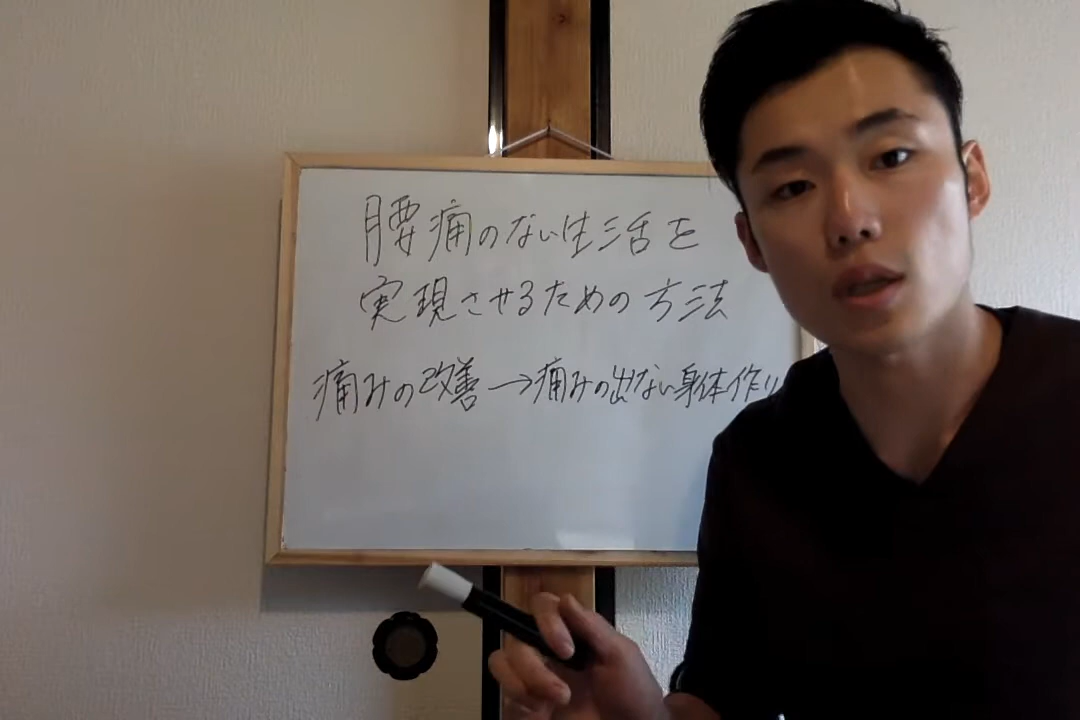 腰痛のない生活を
実現させるための方法
痛みの改善→痛みの出ない身体作り